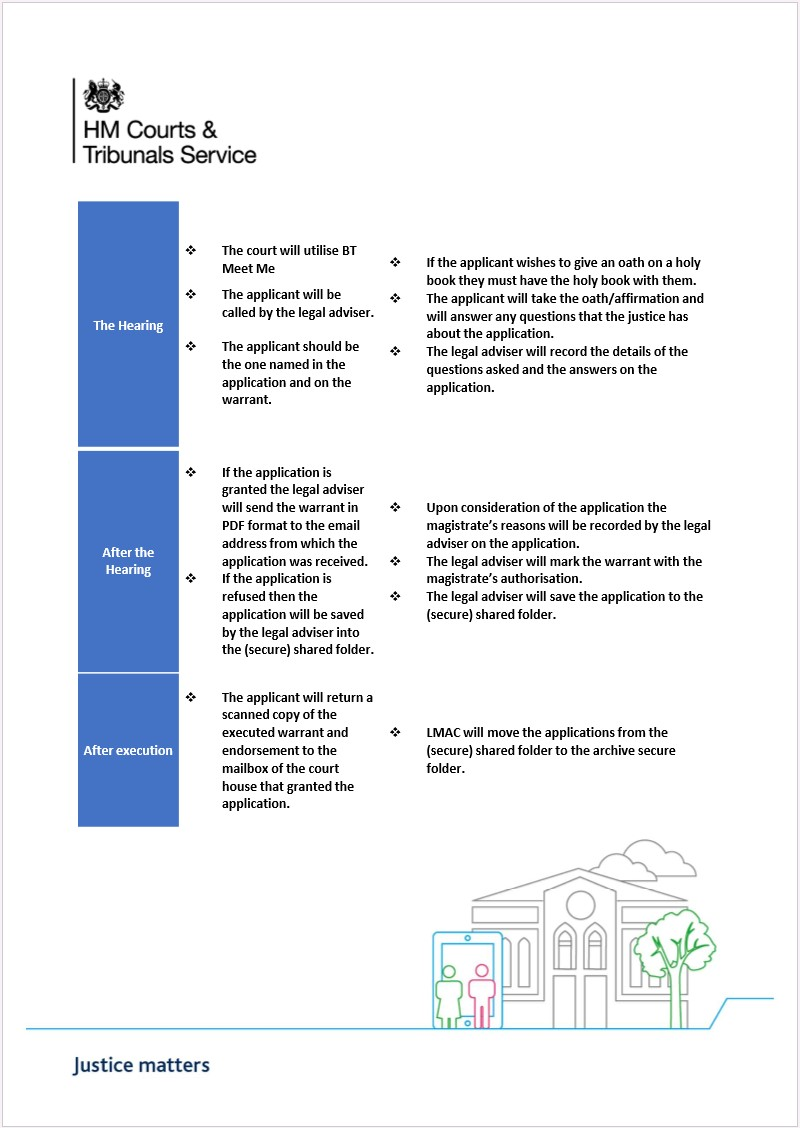 HM Courts &
Tribunals Service
The Hearing
❖ The court will utilise BT
Meet Me
❖ The applicant will be
called by the legal adviser.
❖ The applicant should be
the one named in the
application and on the
warrant.
❖ If the applicant wishes to give an oath on a holy
book they must have the holy book with them.
❖ The applicant will take the oath/affirmation and
will answer any questions that the justice has
about the application.
❖ The legal adviser will record the details of the
questions asked and the answers on the
application.
After the
Hearing
❖ If the application is
granted the legal adviser
will send the warrant in
PDF format to the email
address from which the
application was received.
❖ If the application is
refused then the
application will be saved
by the legal adviser into
the (secure) shared folder.
❖ Upon consideration of the application the
magistrate’s reasons will be recorded by the legal
adviser on the application.
❖ The legal adviser will mark the warrant with the
magistrate’s authorisation.
❖ The legal adviser will save the application to the
(secure) shared folder.
After execution
❖ The applicant will return a
scanned copy of the
executed warrant and
endorsement to the
mailbox of the court
house that granted the
application.
❖ LMAC will move the applications from the
(secure) shared folder to the archive secure
folder.
Justice matters